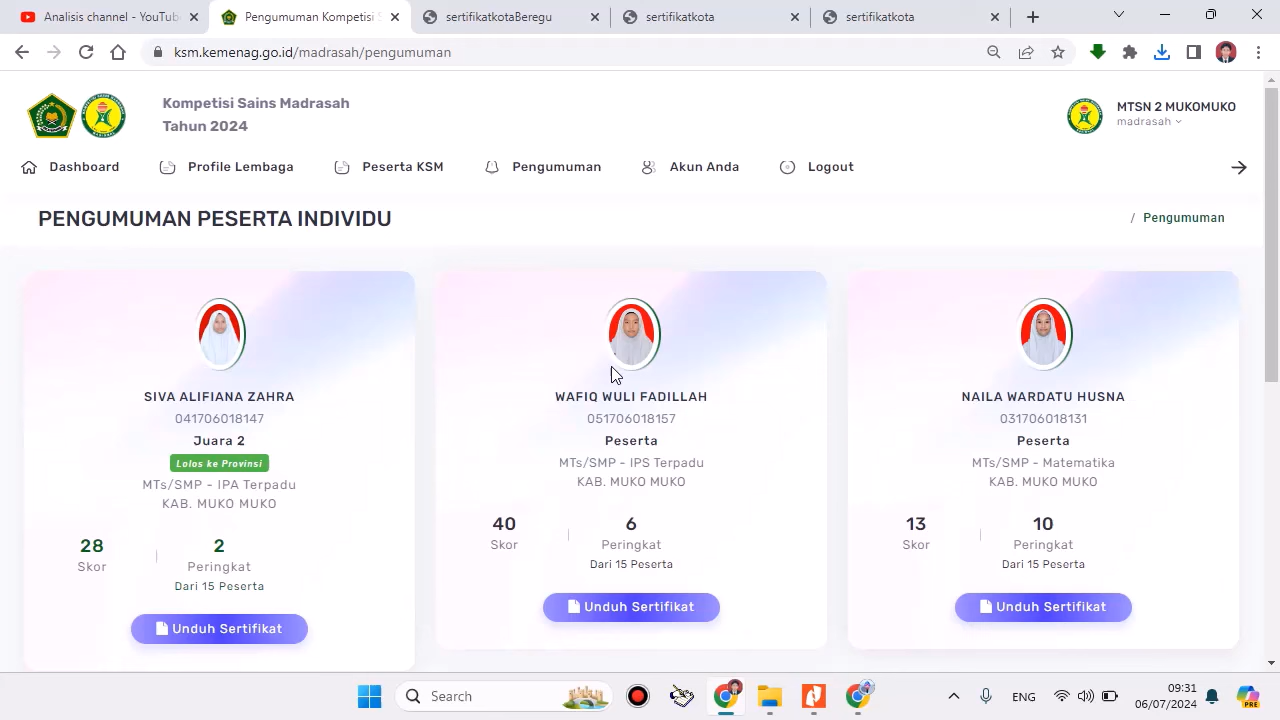 Analisis channel - YouTub
Pengumuman Kompetisi S
sertifikatkotaBeregu
sertifikatkota
sertifikatkota
ksm.kemenag.go.id/madrasah/pengumuman
Kompetisi Sains Madrasah
Tahun 2024
MTSN 2 MUKOMUKO
madrasah
Dashboard
Profile Lembaga
Peserta KSM
Pengumuman
Akun Anda
Logout
PENGUMUMAN PESERTA INDIVIDU
/ Pengumuman
SIVA ALIFIANA ZAHRA
041706018147
Juara 2
Lolos ke Provinsi
MTs/SMP - IPA Terpadu
KAB. MUKO MUKO
28
Skor
2
Peringkat
Dari 15 Peserta
Unduh Sertifikat
WAFIQ WULI FADILLAH
051706018157
Peserta
MTs/SMP - IPS Terpadu
KAB. MUKO MUKO
40
Skor
6
Peringkat
Dari 15 Peserta
Unduh Sertifikat
NAILA WARDATU HUSNA
031706018131
Peserta
MTs/SMP - Matematika
KAB. MUKO MUKO
13
Skor
10
Peringkat
Dari 15 Peserta
Unduh Sertifikat
Search
ENG
09:31
06/07/2024
PRE